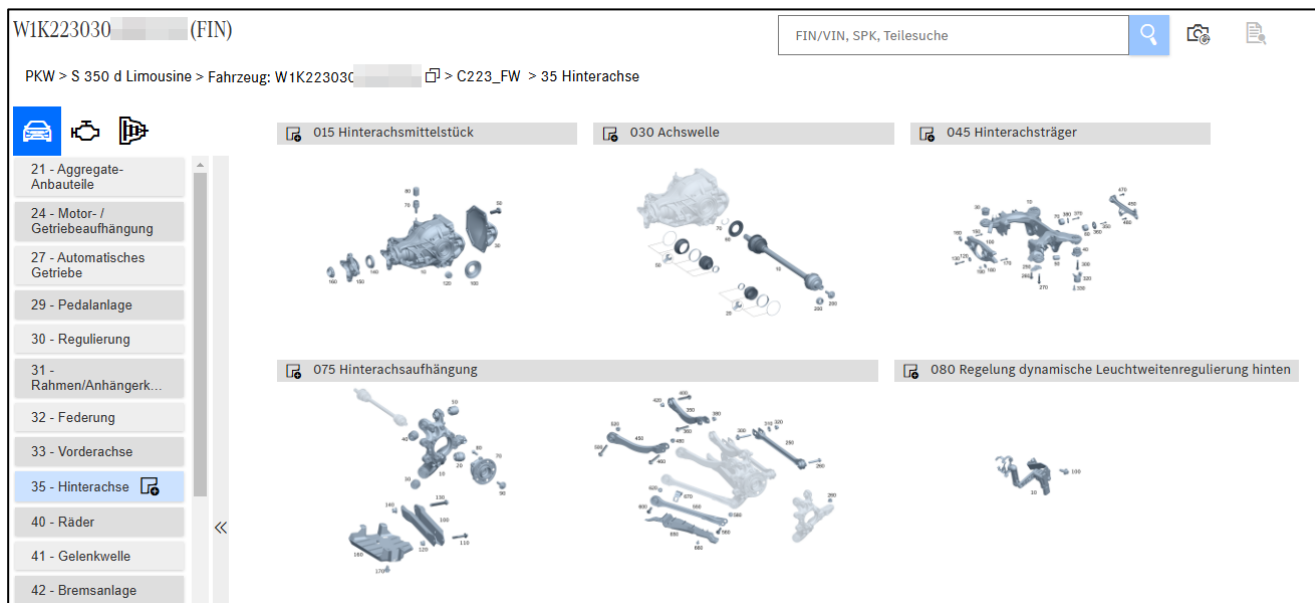 W1K223030 (FIN)
FIN/VIN, SPK, Teilesuche
PKW > S 350 d Limousine > Fahrzeug: W1K223030 > C223_FW > 35 Hinterachse
015 Hinterachsmittelstück
030 Achswelle
045 Hinterachsträger
21 - Aggregate-
Anbauteile
24 - Motor- /
Getriebeaufhängung
27 - Automatisches
Getriebe
29 - Pedalanlage
30 - Regulierung
31 -
Rahmen/Anhängerk...
32 - Federung
33 - Vorderachse
35 - Hinterachse
40 - Räder
41 - Gelenkwelle
42 - Bremsanlage
075 Hinterachsaufhängung
080 Regelung dynamische Leuchtweitenregulierung hinten